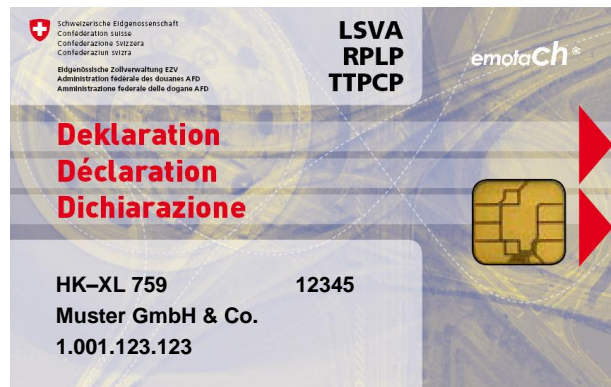 Schweizerische Eidgenossenschaft
Confédération suisse
Confederazione Svizzera
Confederaziun svizra
Eidgenössische Zollverwaltung EZV
Administration fédérale des douanes AFD
Amministrazione federale delle dogane AFD
LSVA
RPLP
TTPCP
emotaCh®
Deklaration
Déclaration
Dichiarazione
HK–XL 759 12345
Muster GmbH & Co.
1.001.123.123